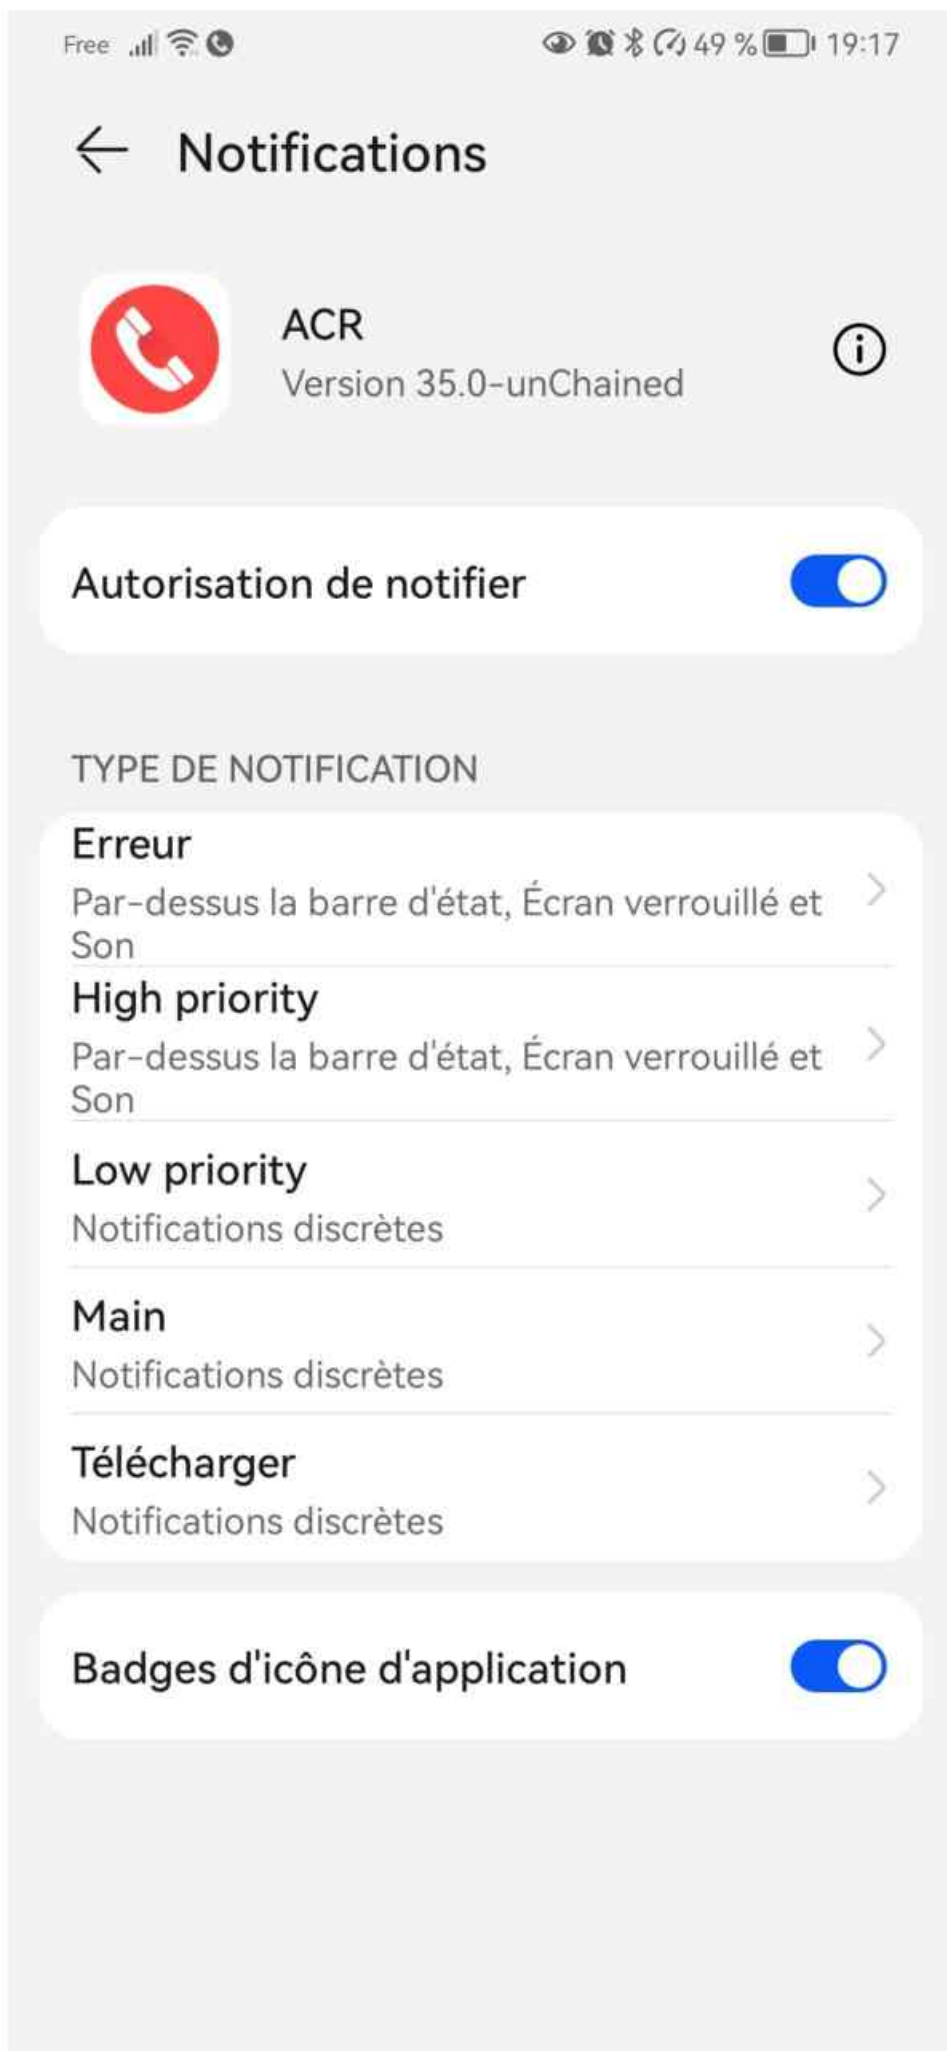 Free 49 % 19:17
Notifications
ACR
Version 35.0-unChained
Autorisation de notifier
TYPE DE NOTIFICATION
Erreur
Par-dessus la barre d'état, Écran verrouillé et
Son
High priority
Par-dessus la barre d'état, Écran verrouillé et
Son
Low priority
Notifications discrètes
Main
Notifications discrètes
Télécharger
Notifications discrètes
Badges d'icône d'application